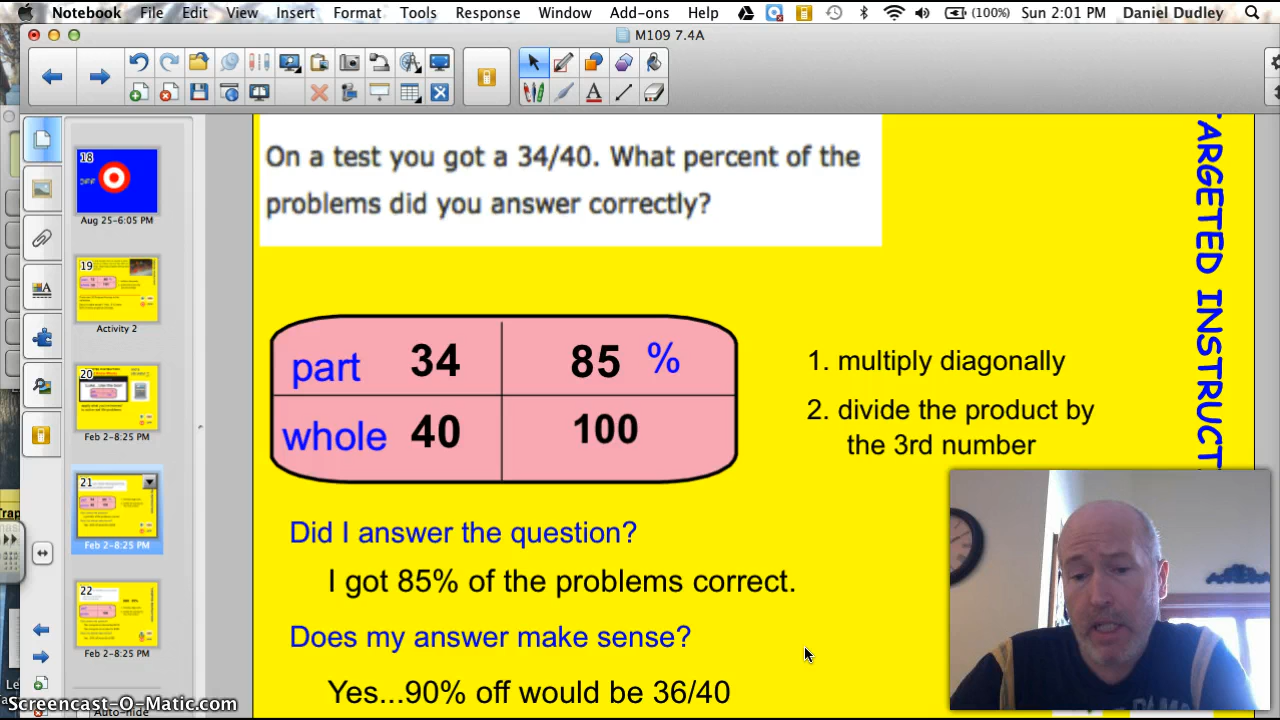 Notebook File Edit View Insert Format Tools Response Window Add-ons Help (100%) Sun 2:01 PM Daniel Dudley
M109 7.4A
On a test you got a 34/40. What percent of the
problems did you answer correctly?
part 34 85 %
whole 40 100
1. multiply diagonally
2. divide the product by
the 3rd number
Did I answer the question?
I got 85% of the problems correct.
Does my answer make sense?
Yes...90% off would be 36/40
ARGETED INSTRUCT
18
OFF
Aug 25-6:05 PM
19
Activity 2
20
Feb 2-8:25 PM
21
Feb 2-8:25 PM
22
Feb 2-8:25 PM
Auto-hide
Trap
Le
Screencast-O-Matic.com